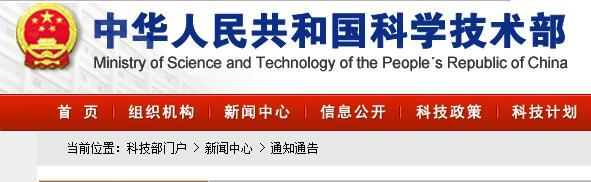 中华人民共和国科学技术部
Ministry of Science and Technology of the People´s Republic of China
首 页 | 组织机构 | 新闻中心 | 信息公开 | 科技政策 | 科技计划
当前位置：科技部门户 > 新闻中心 > 通知通告